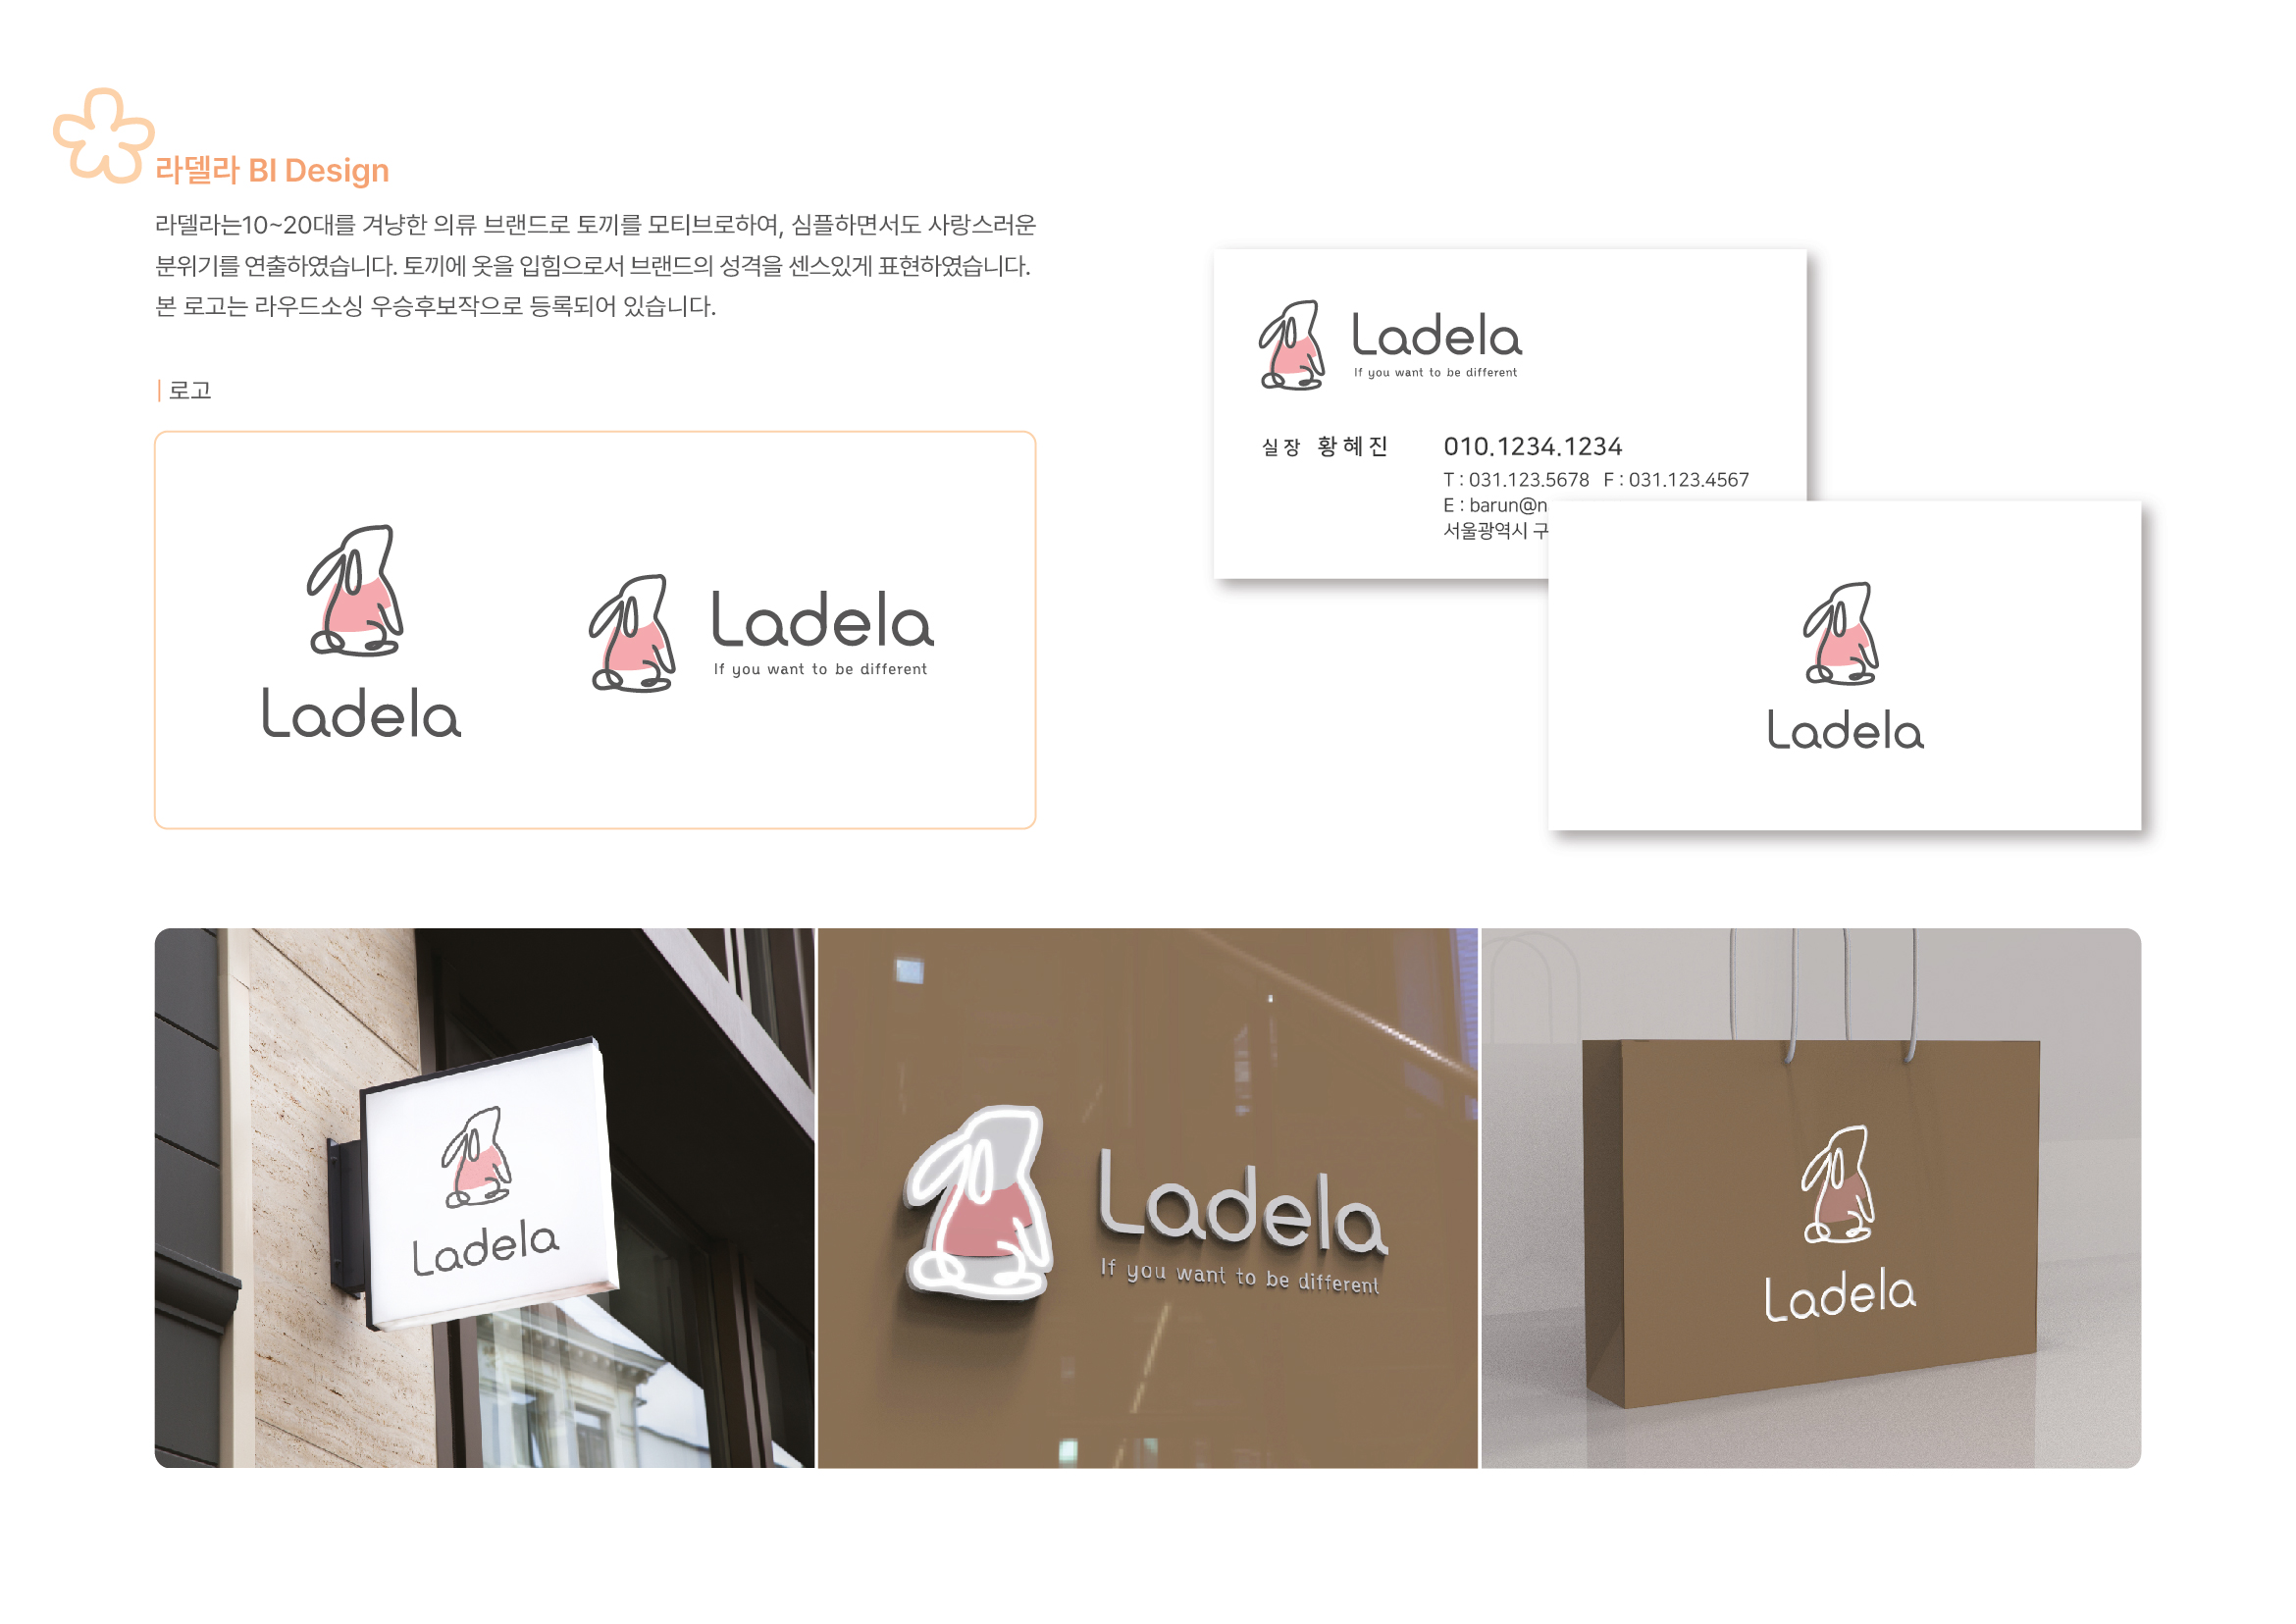 라델라 BI Design
라델라는10~20대를 겨냥한 의류 브랜드로 토끼를 모티브로하여, 심플하면서도 사랑스러운
분위기를 연출하였습니다. 토끼에 옷을 입힘으로서 브랜드의 성격을 센스있게 표현하였습니다.
본 로고는 라우드소싱 우승후보작으로 등록되어 있습니다.
로고
Ladela
Ladela
If you want to be different
Ladela
If you want to be different
실장 황혜진 010.1234.1234
T : 031.123.5678 F : 031.123.4567
E : barun@n
서울광역시 구
Ladela
Ladela
Ladela
If you want to be different
Ladela